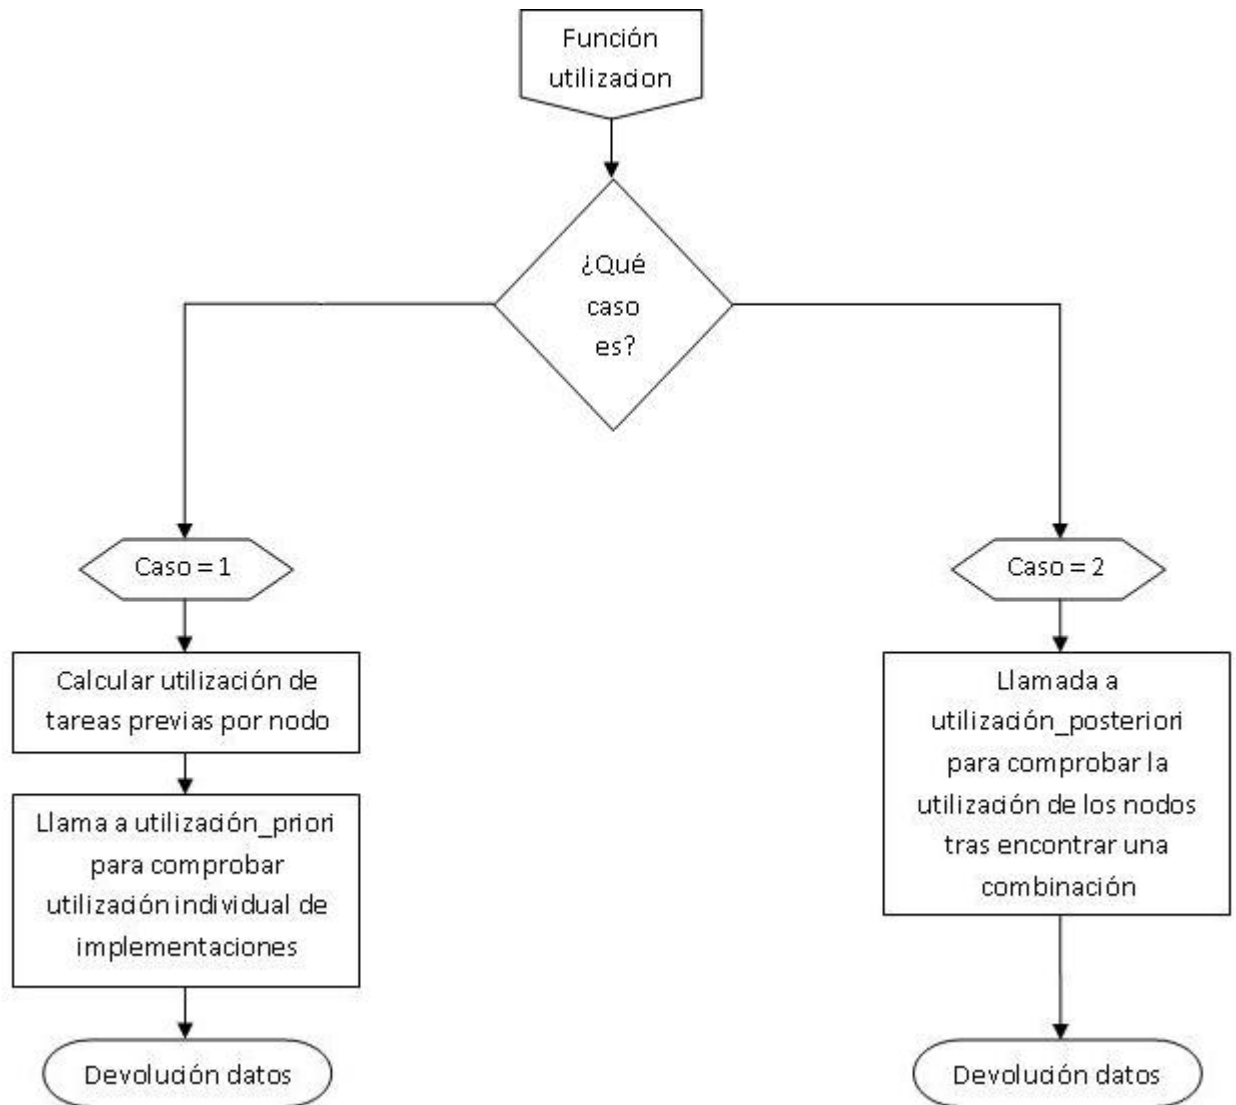 Función
utilizacion
¿Qué
caso
es?
Caso = 1
Caso = 2
Calcular utilización de
tareas previas por nodo
Llama a utilización_priori
para comprobar
utilización individual de
implementaciones
Llamada a
utilización_posteriori
para comprobar la
utilización de los nodos
tras encontrar una
combinación
Devolución datos
Devolución datos